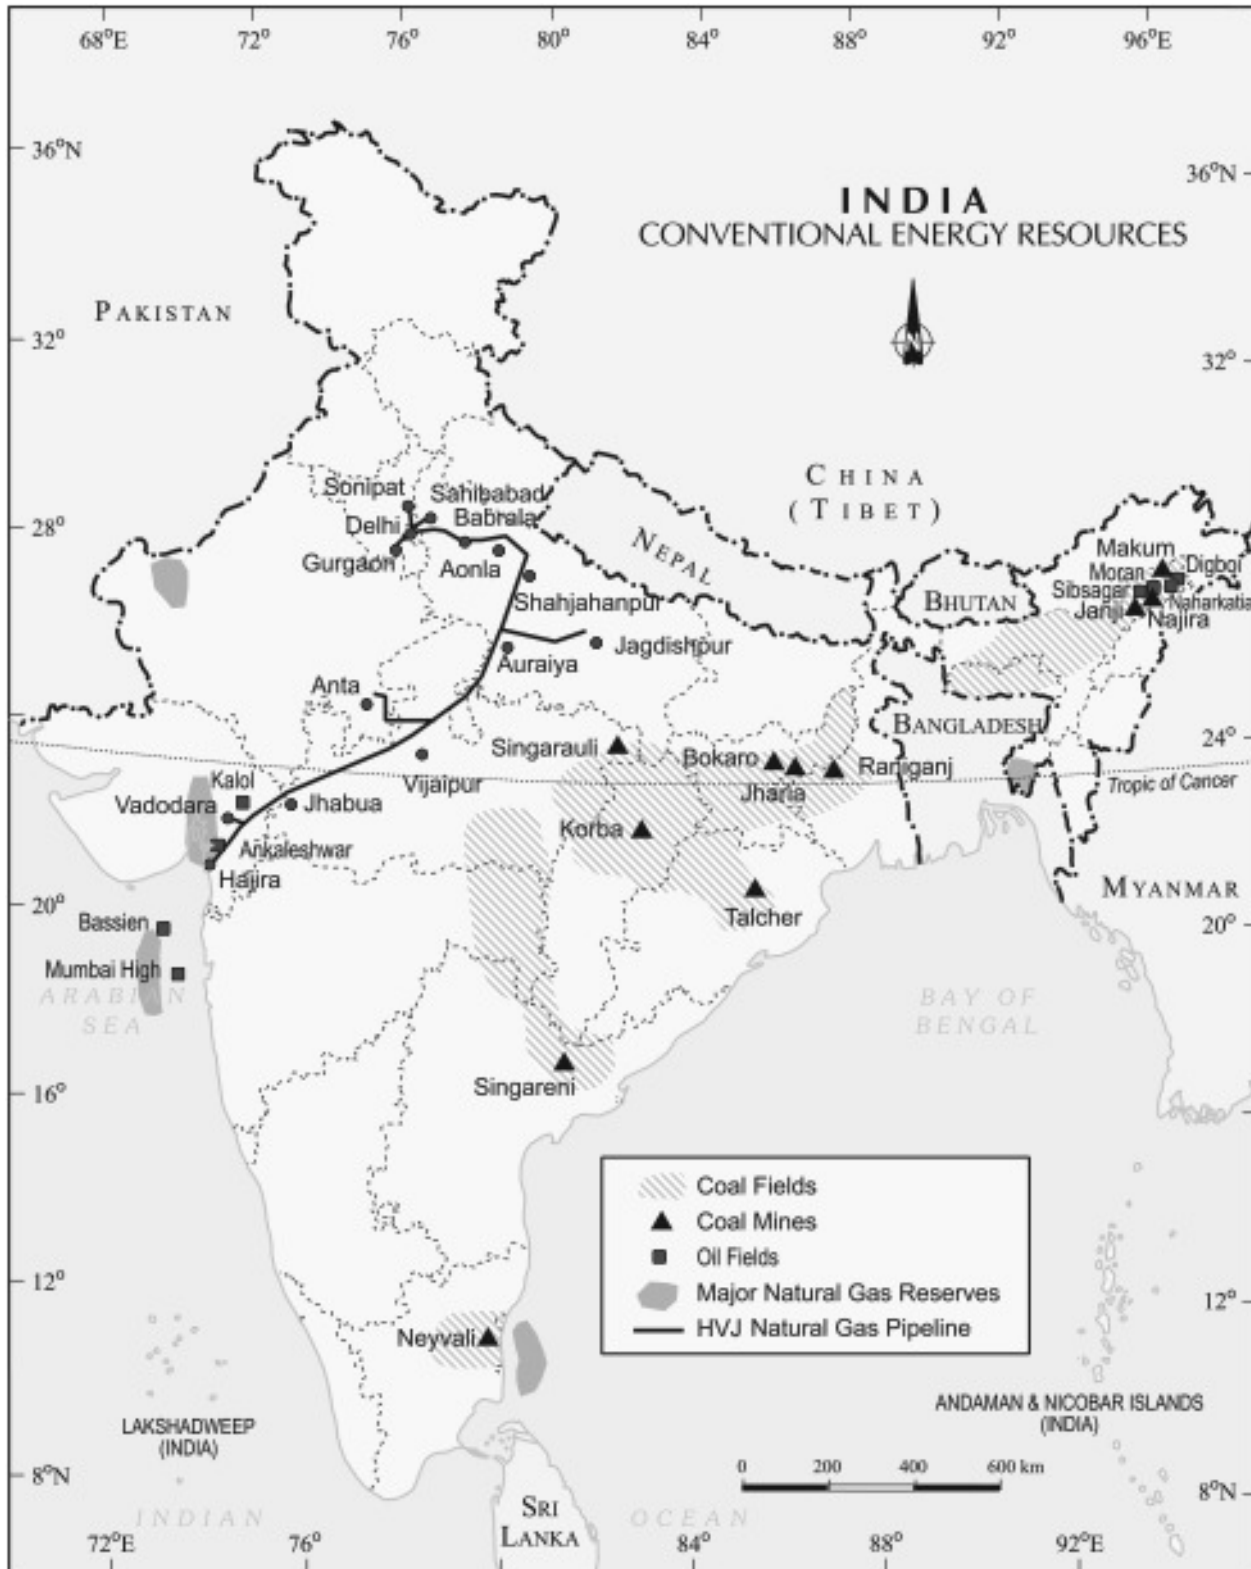 68°E 72° 76° 80° 84° 88° 92° 96°E
36°N
36°N
INDIA
CONVENTIONAL ENERGY RESOURCES
PAKISTAN
N
32°
32°
CHINA
(TIBET)
Sonipat
Sahibabad
Delhi
Babrala
28°
28°
Gurgaon
Aonla
NEPAL
Makum
Digboi
Moran
Sibsagar
Naharkatia
Janji
Najira
BHUTAN
Shahjahanpur
Jagdishpur
Auraiya
Anta
BANGLADESH
24°
Singarauli
Bokaro
Raniganj
Vijaipur
Jharia
Tropic of Cancer
Kalol
Jhabua
Vadodara
Korba
Ankaleshwar
Hajira
MYANMAR
20°
Talcher
20°
Bassien
Mumbai High
ARABIAN
SEA
BAY OF
BENGAL
16°
Singareni
Coal Fields
Coal Mines
Oil Fields
Major Natural Gas Reserves
HVJ Natural Gas Pipeline
12°
12°
Neyvali
LAKSHADWEEP
(INDIA)
ANDAMAN & NICOBAR ISLANDS
(INDIA)
0 200 400 600 km
8°N
8°N
SRI
LANKA
INDIAN OCEAN
72°E 76° 84° 88° 92°E